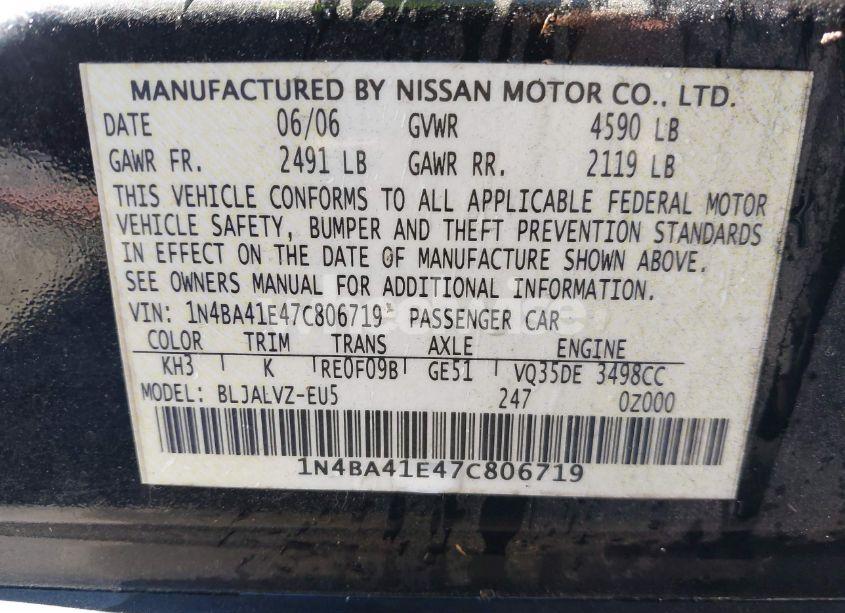 MANUFACTURED BY NISSAN MOTOR CO., LTD.
DATE 06/06 GVWR 4590 LB
GAWR FR. 2491 LB GAWR RR. 2119 LB
THIS VEHICLE CONFORMS TO ALL APPLICABLE FEDERAL MOTOR
VEHICLE SAFETY, BUMPER AND THEFT PREVENTION STANDARDS
IN EFFECT ON THE DATE OF MANUFACTURE SHOWN ABOVE.
SEE OWNERS MANUAL FOR ADDITIONAL INFORMATION.
VIN: 1N4BA41E47C806719 PASSENGER CAR
COLOR TRIM TRANS AXLE ENGINE
KH3 K RE0F09B GE51 VQ35DE 3498CC
MODEL: BLJALVZ-EU5 247 0Z000
1N4BA41E47C806719